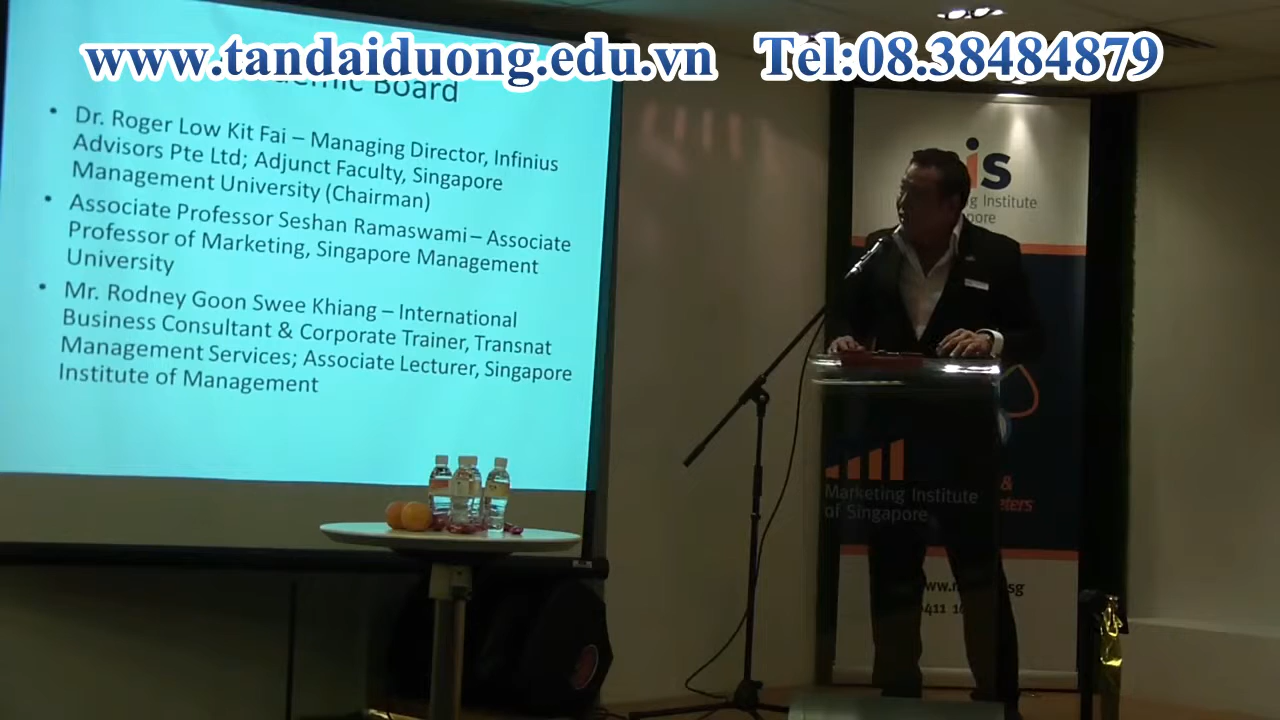 www.tandaiduong.edu.vn Tel:08.38484879
Board
• Dr. Roger Low Kit Fai – Managing Director, Infinius
Advisors Pte Ltd; Adjunct Faculty, Singapore
Management University (Chairman)
• Associate Professor Seshan Ramaswami – Associate
Professor of Marketing, Singapore Management
University
• Mr. Rodney Goon Swee Khiang – International
Business Consultant & Corporate Trainer, Transnat
Management Services; Associate Lecturer, Singapore
Institute of Management
is
Institute
Marketing Institute
of Singapore
&